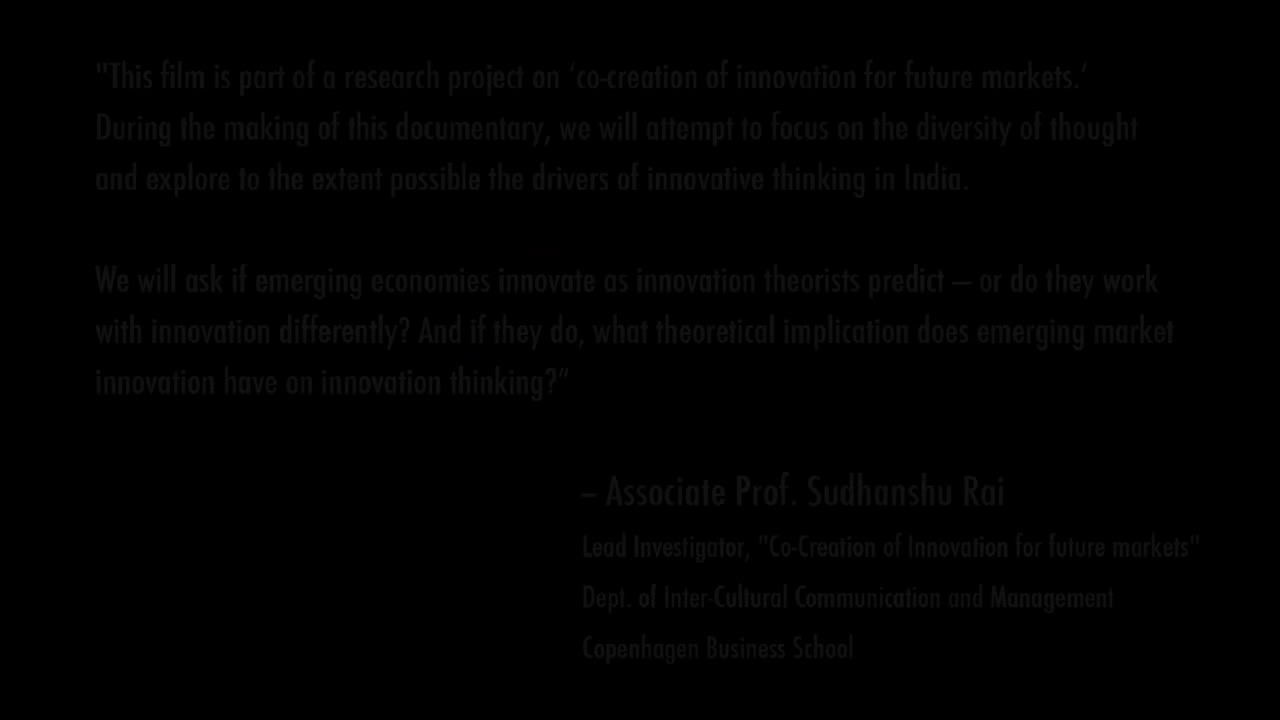 "This film is part of a research project on ‘co-creation of innovation for future markets.‘
During the making of this documentary, we will attempt to focus on the diversity of thought
and explore to the extent possible the drivers of innovative thinking in India.
We will ask if emerging economies innovate as innovation theorists predict – or do they work
with innovation differently? And if they do, what theoretical implication does emerging market
innovation have on innovation thinking?”
– Associate Prof. Sudhanshu Rai
Lead Investigator, "Co-Creation of Innovation for future markets"
Dept. of Inter-Cultural Communication and Management
Copenhagen Business School